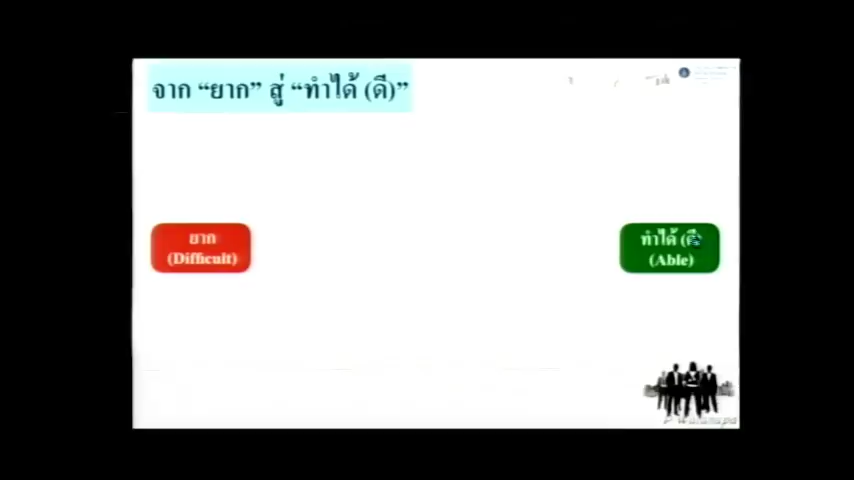 จาก “ยาก” สู่ “ทำได้ (ดี)”
ยาก
(Difficult)
ทำได้ (ดี)
(Able)